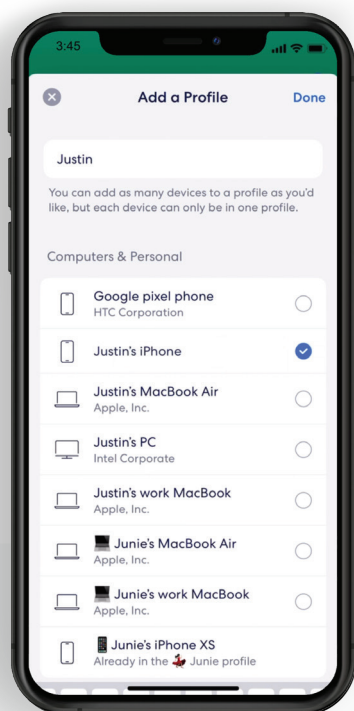 3:45
Add a Profile
Done
Justin
You can add as many devices to a profile as you'd
like, but each device can only be in one profile.
Computers & Personal
Google pixel phone
HTC Corporation
Justin's iPhone
Justin's MacBook Air
Apple, Inc.
Justin's PC
Intel Corporate
Justin's work MacBook
Apple, Inc.
💻 Junie's MacBook Air
Apple, Inc.
💻 Junie's work MacBook
Apple, Inc.
📱 Junie's iPhone XS
Already in the 💃 Junie profile